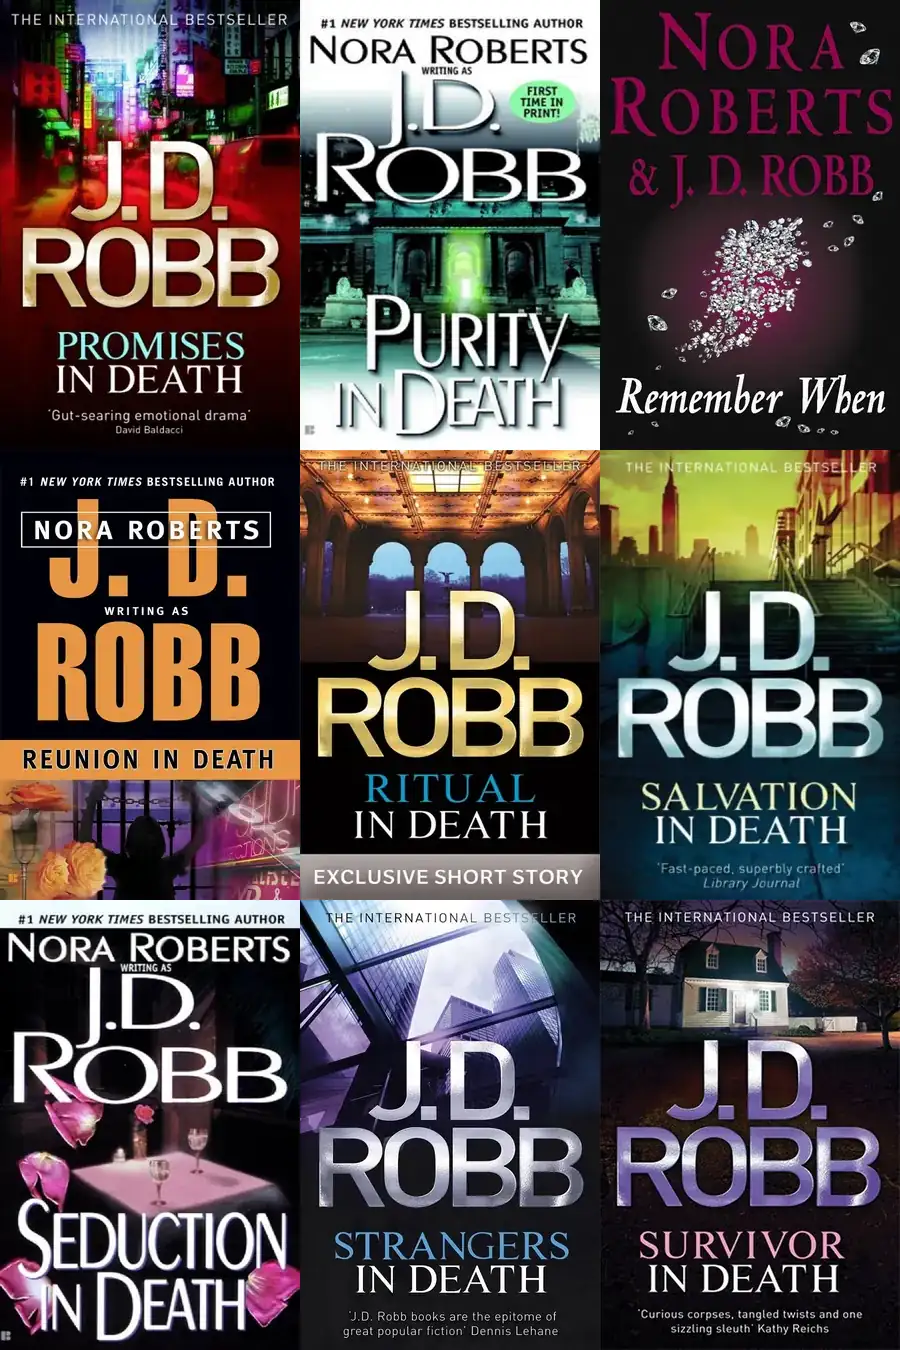 THE INTERNATIONAL BESTSELLER
J.D.
ROBB
PROMISES
IN DEATH
'Gut-searing emotional drama'
David Baldacci
#1 NEW YORK TIMES BESTSELLING AUTHOR
NORA ROBERTS
WRITING AS
J.D.
ROBB
FIRST
TIME IN
PRINT!
PURITY
IN DEATH
B
NORA
ROBERTS
& J. D. ROBB
Remember When
#1 NEW YORK TIMES BESTSELLING AUTHOR
J. D.
NORA ROBERTS
WRITING AS
ROBB
REUNION IN DEATH
THE INTERNATIONAL BESTSELLER
J.D.
ROBB
RITUAL
IN DEATH
EXCLUSIVE SHORT STORY
THE INTERNATIONAL BESTSELLER
J.D.
ROBB
SALVATION
IN DEATH
'Fast-paced, superbly crafted'
Library Journal
#1 NEW YORK TIMES BESTSELLING AUTHOR
NORA ROBERTS
WRITING AS
J.D.
ROBB
SEDUCTION
IN DEATH
B
THE INTERNATIONAL BESTSELLER
J.D.
ROBB
STRANGERS
IN DEATH
'J.D. Robb books are the epitome of
great popular fiction' Dennis Lehane
THE INTERNATIONAL BESTSELLER
J.D.
ROBB
SURVIVOR
IN DEATH
'Curious corpses, tangled twists and one
sizzling sleuth' Kathy Reichs